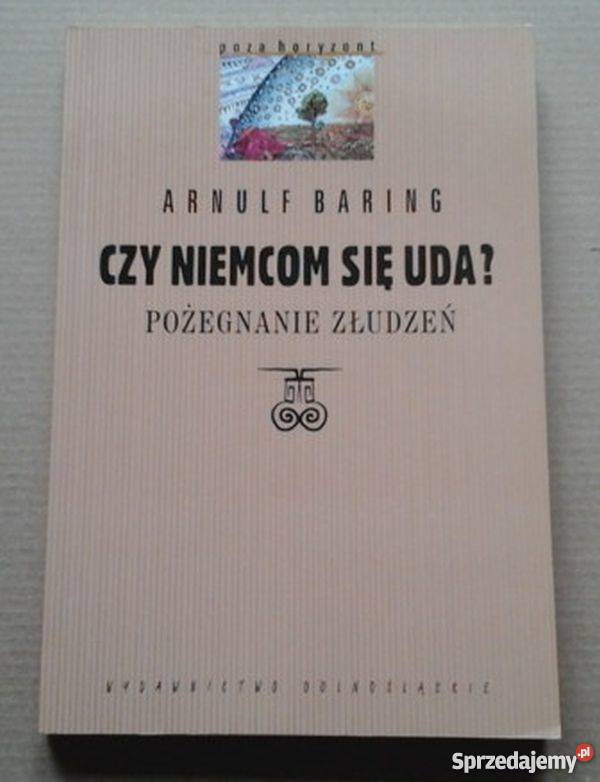 poza horyzont
ARNULF BARING
CZY NIEMCOM SIĘ UDA?
POŻEGNANIE ZŁUDZEŃ
WYDAWNICTWO DOLNOŚLĄSKIE
Sprzedajemy.pl